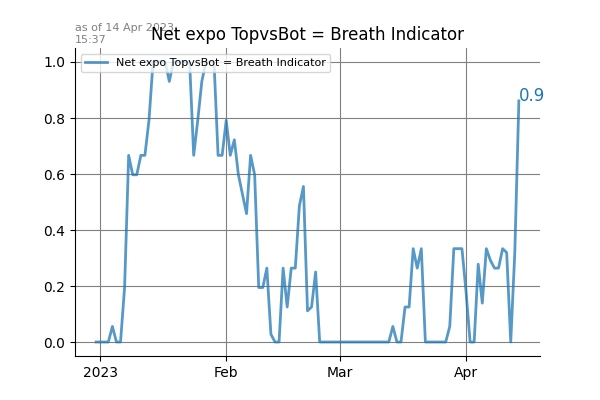 as of 14 Apr 2023
15:37
Net expo TopvsBot = Breath Indicator
Net expo TopvsBot = Breath Indicator
1.0
0.9
0.8
0.6
0.4
0.2
0.0
2023 Feb Mar Apr